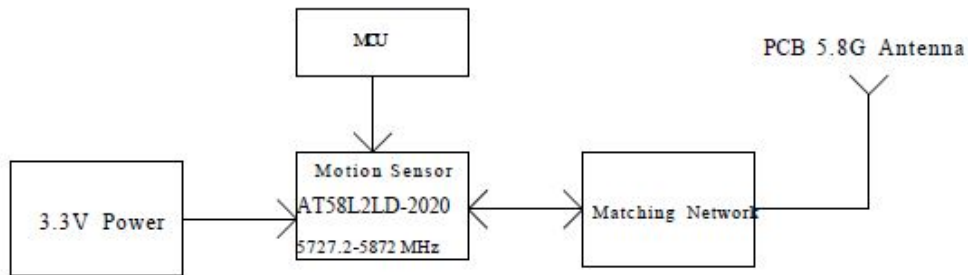 MCU
PCB 5.8G Antenna
Motion Sensor
AT58L2LD-2020
5727.2-5872 MHz
3.3V Power
Matching Network